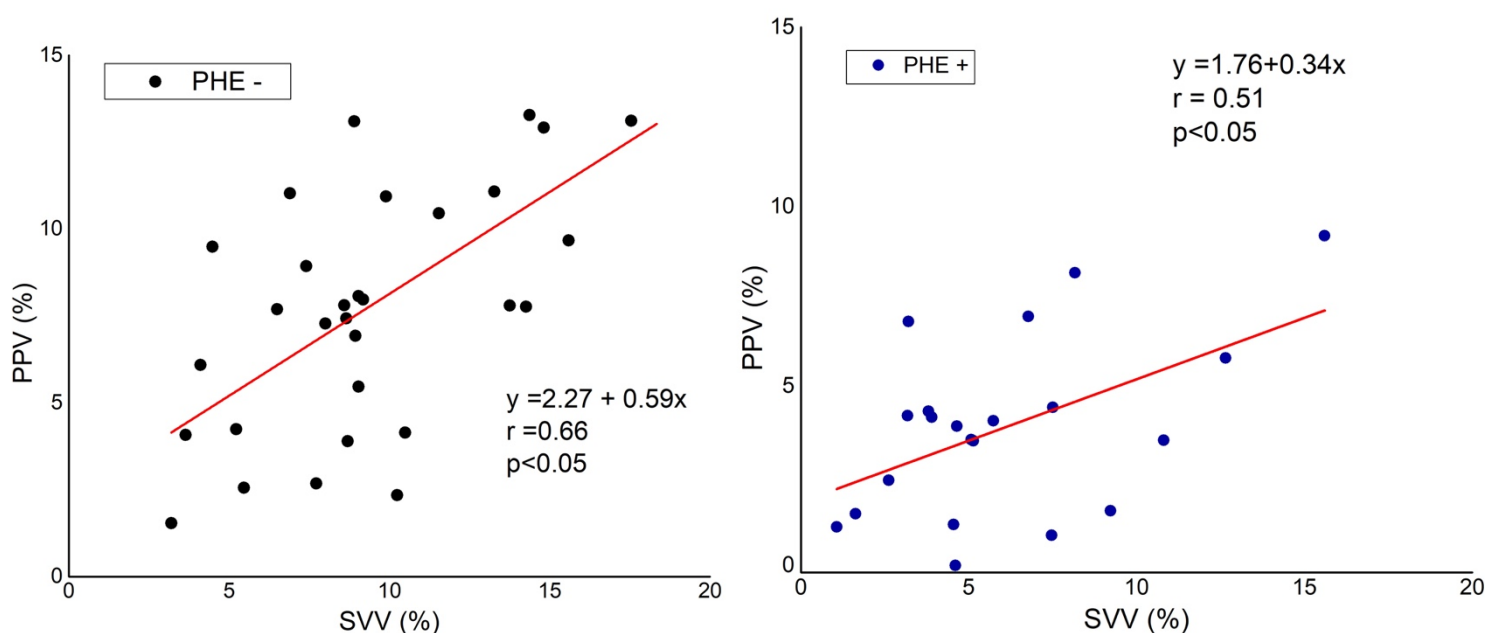 15
PHE -
10
PPV (%)
5
y =2.27 + 0.59x
r =0.66
p<0.05
0
0 5 10 15 20
SVV (%)
15
PHE +
y =1.76+0.34x
r = 0.51
p<0.05
10
PPV (%)
5
0
0 5 10 15 20
SVV (%)